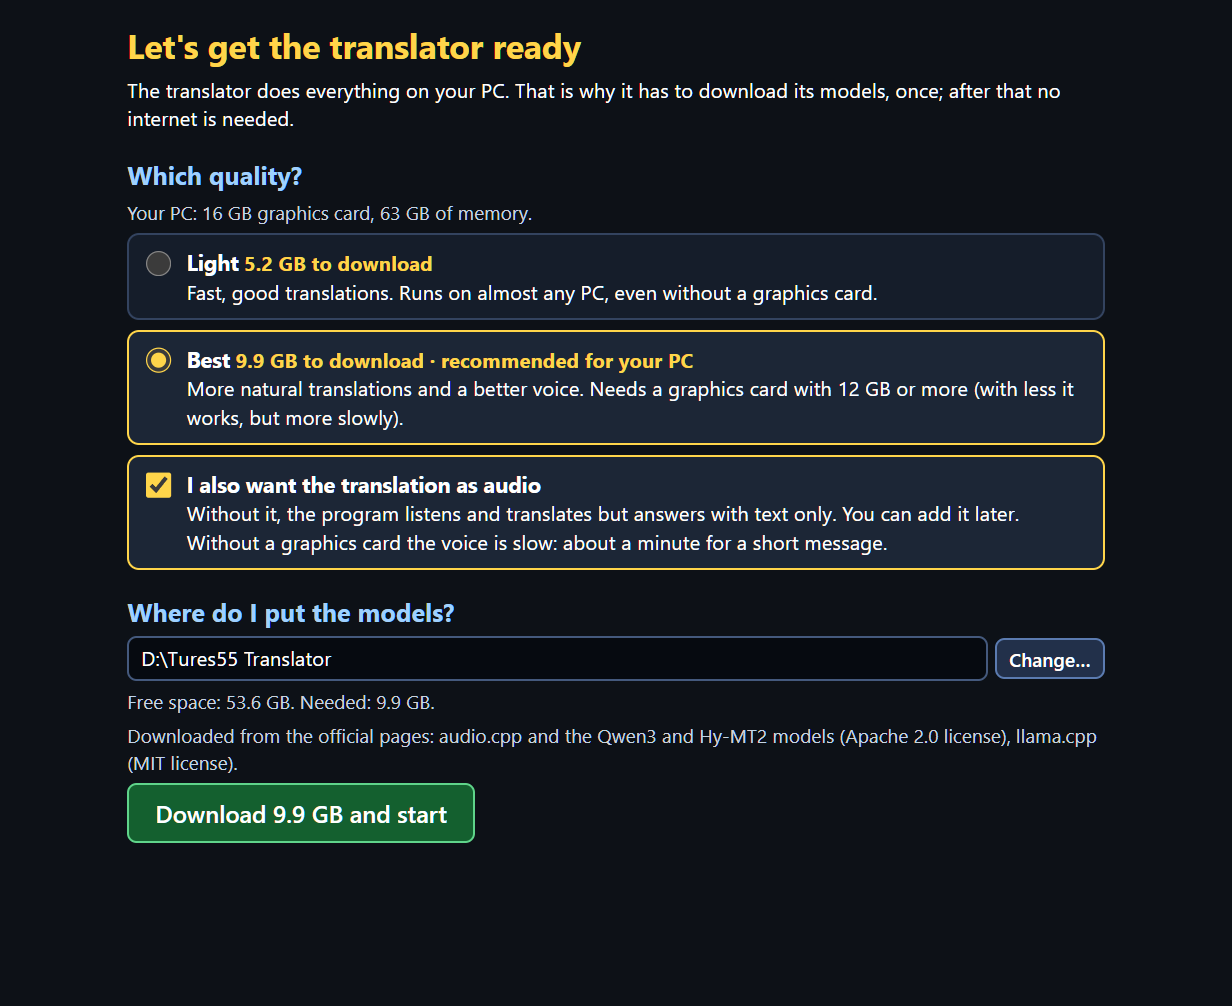 Let's get the translator ready
The translator does everything on your PC. That is why it has to download its models, once; after that no
internet is needed.
Which quality?
Your PC: 16 GB graphics card, 63 GB of memory.
Light 5.2 GB to download
Fast, good translations. Runs on almost any PC, even without a graphics card.
Best 9.9 GB to download · recommended for your PC
More natural translations and a better voice. Needs a graphics card with 12 GB or more (with less it
works, but more slowly).
I also want the translation as audio
Without it, the program listens and translates but answers with text only. You can add it later.
Without a graphics card the voice is slow: about a minute for a short message.
Where do I put the models?
D:\Tures55 Translator
Change...
Free space: 53.6 GB. Needed: 9.9 GB.
Downloaded from the official pages: audio.cpp and the Qwen3 and Hy-MT2 models (Apache 2.0 license), llama.cpp
(MIT license).
Download 9.9 GB and start